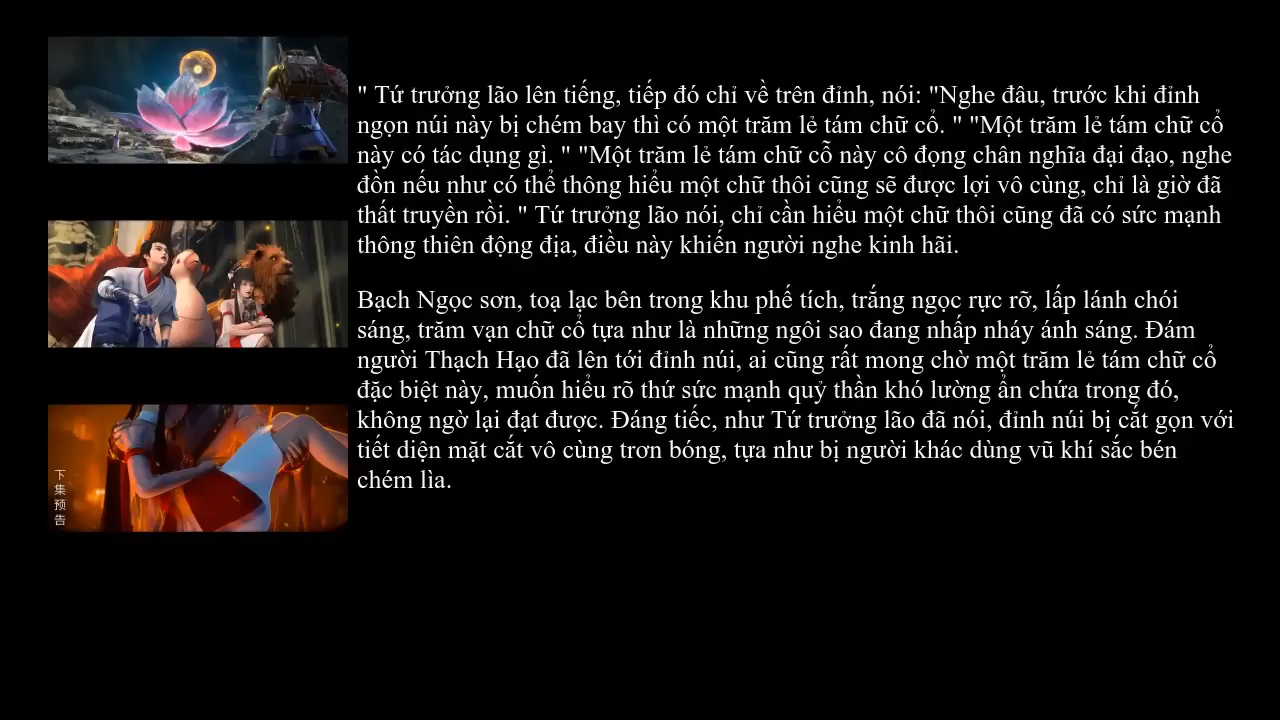 " Tứ trưởng lão lên tiếng, tiếp đó chỉ về trên đỉnh, nói: "Nghe đâu, trước khi đỉnh
ngọn núi này bị chém bay thì có một trăm lẻ tám chữ cổ. " "Một trăm lẻ tám chữ cổ
này có tác dụng gì. " "Một trăm lẻ tám chữ cỗ này cô đọng chân nghĩa đại đạo, nghe
đồn nếu như có thể thông hiểu một chữ thôi cũng sẽ được lợi vô cùng, chỉ là giờ đã
thất truyền rồi. " Tứ trưởng lão nói, chỉ cần hiểu một chữ thôi cũng đã có sức mạnh
thông thiên động địa, điều này khiến người nghe kinh hãi.
Bạch Ngọc sơn, toạ lạc bên trong khu phế tích, trắng ngọc rực rỡ, lấp lánh chói
sáng, trăm vạn chữ cổ tựa như là những ngôi sao đang nhấp nháy ánh sáng. Đám
người Thạch Hạo đã lên tới đỉnh núi, ai cũng rất mong chờ một trăm lẻ tám chữ cổ
đặc biệt này, muốn hiểu rõ thứ sức mạnh quỷ thần khó lường ẩn chứa trong đó,
không ngờ lại đạt được. Đáng tiếc, như Tứ trưởng lão đã nói, đỉnh núi bị cắt gọn với
tiết diện mặt cắt vô cùng trơn bóng, tựa như bị người khác dùng vũ khí sắc bén
chém lìa.
下集预告